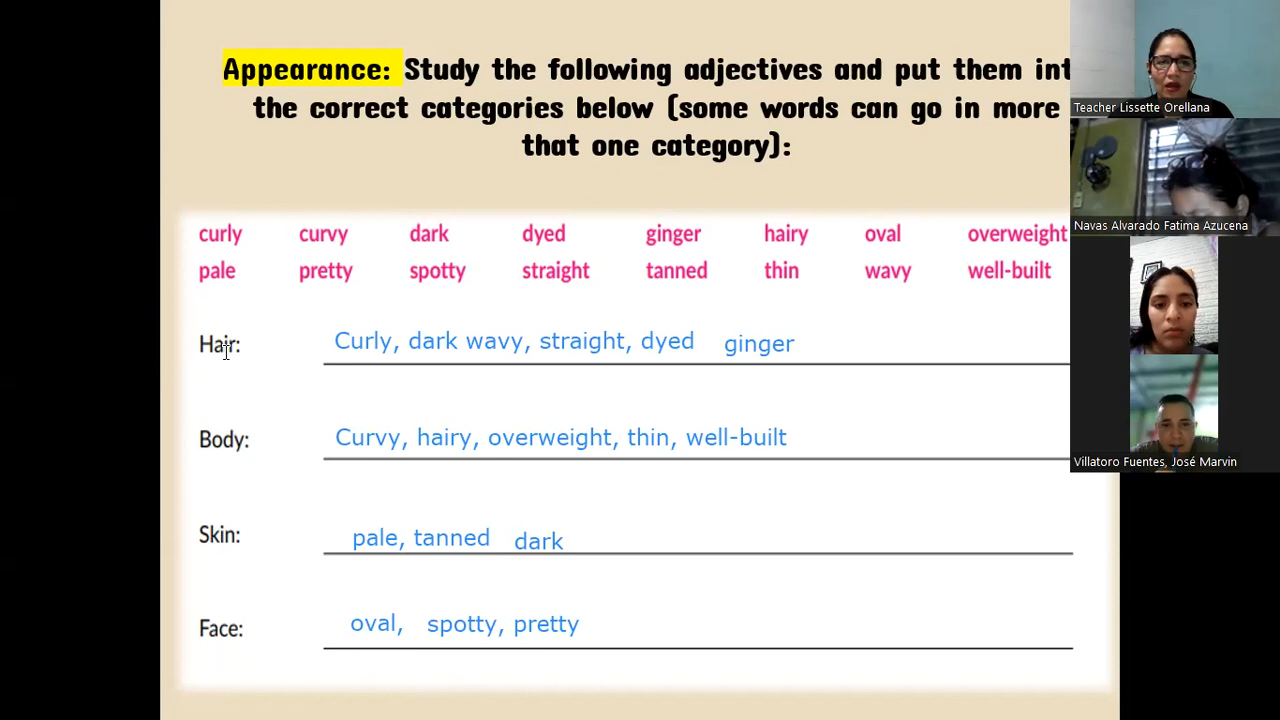 Appearance: Study the following adjectives and put them int
the correct categories below (some words can go in more
that one category):
curly curvy dark dyed ginger hairy oval overweight
pale pretty spotty straight tanned thin wavy well-built
Hair: Curly, dark wavy, straight, dyed ginger
Body: Curvy, hairy, overweight, thin, well-built
Skin: pale, tanned dark
Face: oval, spotty, pretty
Teacher Lissette Orellana
Navas Alvarado Fatima Azucena
Villatoro Fuentes, José Marvin